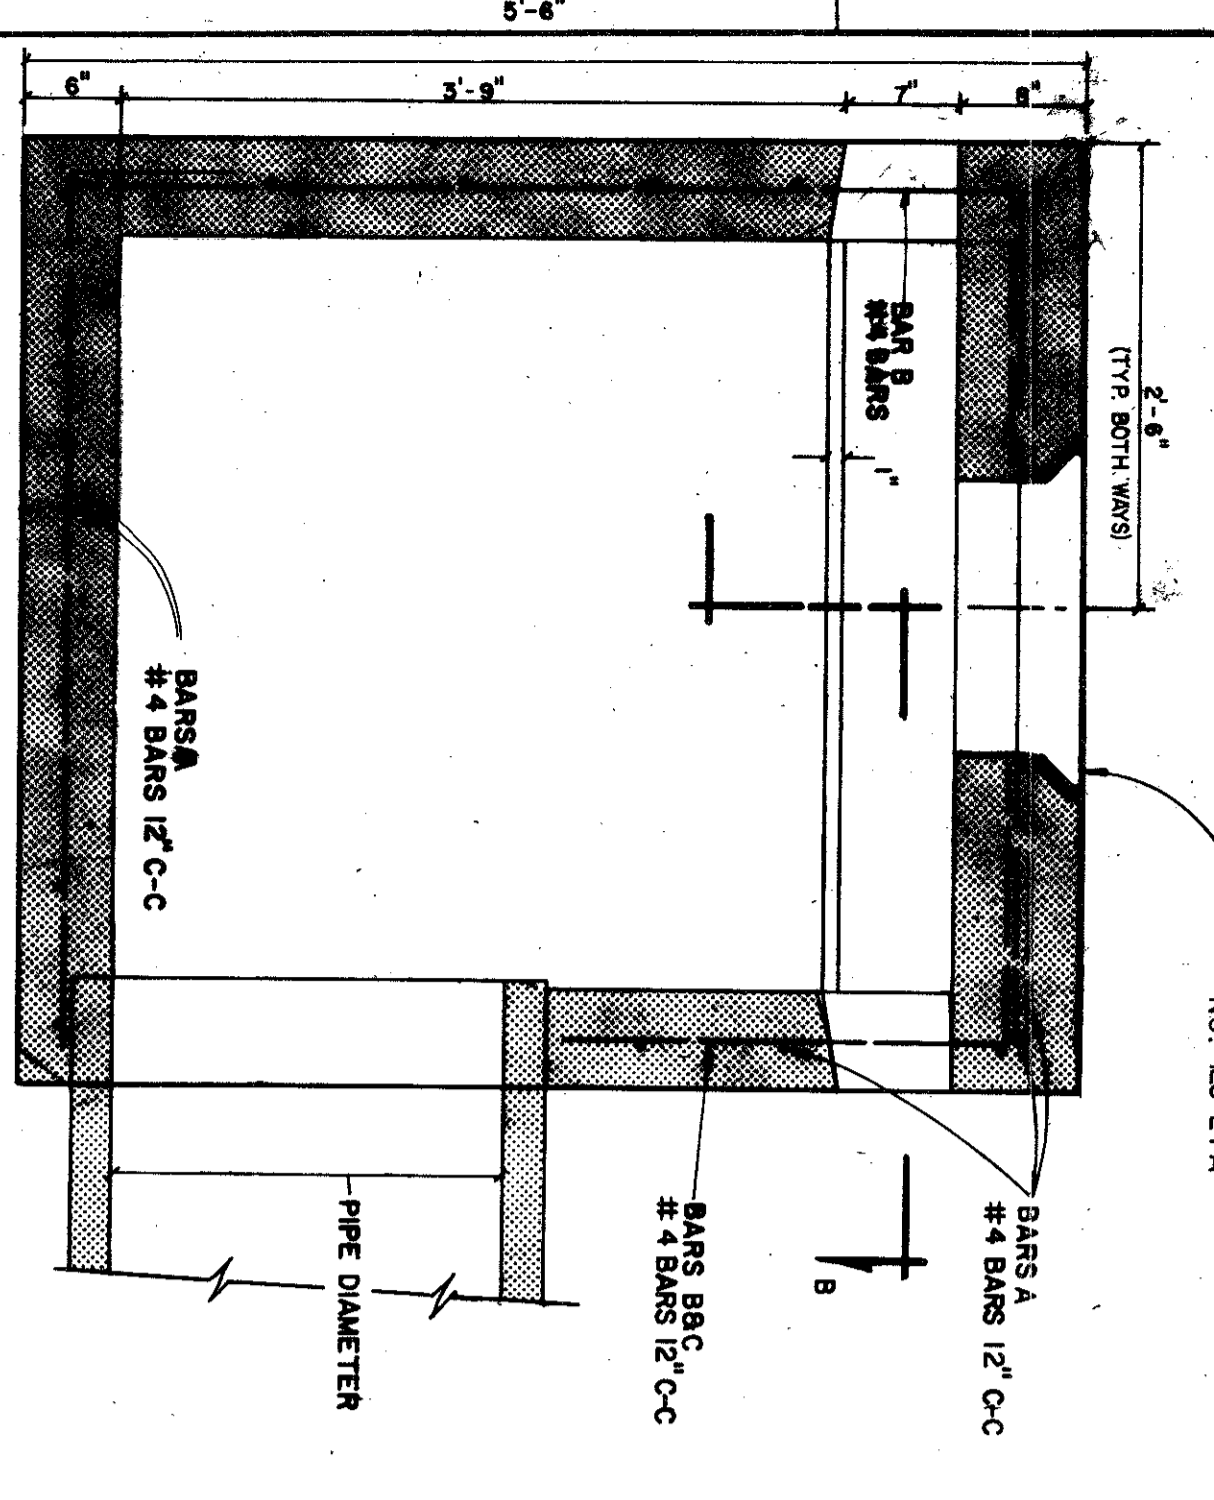 5'-6"
6"
3'-9"
7"
8"
2'-6"
(TYP. BOTH WAYS)
BAR B
#4 BARS
1"
BARS A
#4 BARS 12" C-C
BARS A
#4 BARS 12" C-C
BARS B&C
#4 BARS 12" C-C
B
PIPE DIAMETER